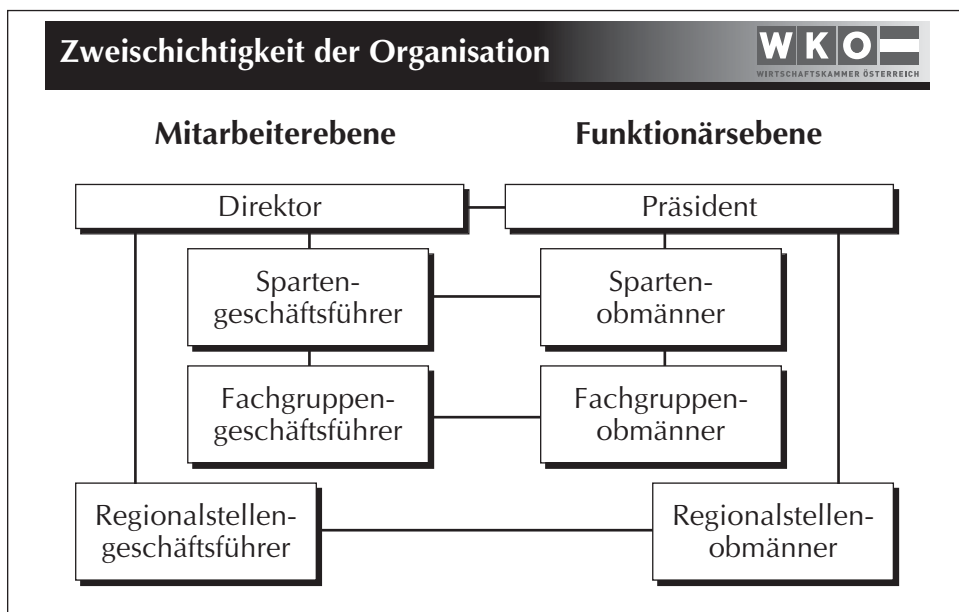 Zweischichtigkeit der Organisation
WKO
WIRTSCHAFTSKAMMER ÖSTERREICH
Mitarbeiterebene
Funktionärsebene
Direktor
Präsident
Sparten-
geschäftsführer
Sparten-
obmänner
Fachgruppen-
geschäftsführer
Fachgruppen-
obmänner
Regionalstellen-
geschäftsführer
Regionalstellen-
obmänner